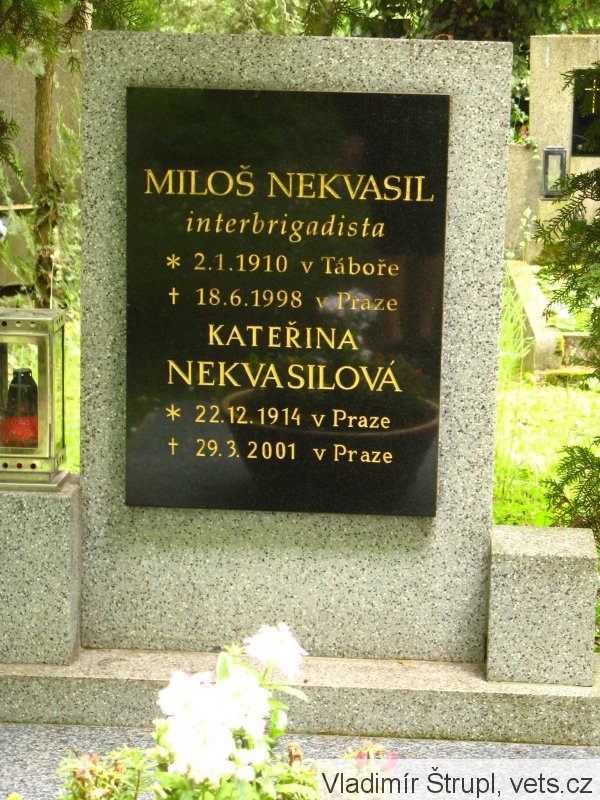 MILOŠ NEKVASIL
interbrigadista
* 2.1.1910 v Táboře
† 18.6.1998 v Praze
KATEŘINA
NEKVASILOVÁ
* 22.12.1914 v Praze
† 29.3.2001 v Praze
Vladimír Štrupl, vets.cz